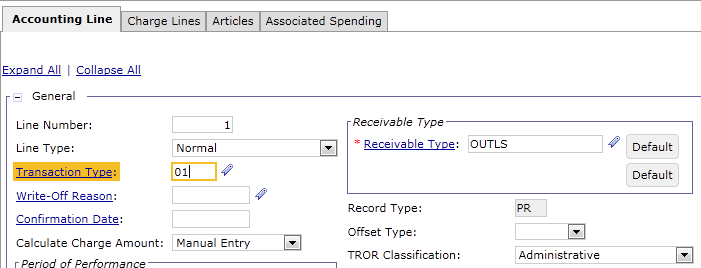 Accounting Line Charge Lines Articles Associated Spending
Expand All | Collapse All
General
Line Number: 1
Line Type: Normal
Transaction Type: 01
Write-Off Reason:
Confirmation Date:
Calculate Charge Amount: Manual Entry
Period of Performance
Receivable Type
* Receivable Type: OUTLS Default
Default
Record Type: PR
Offset Type:
TROR Classification: Administrative